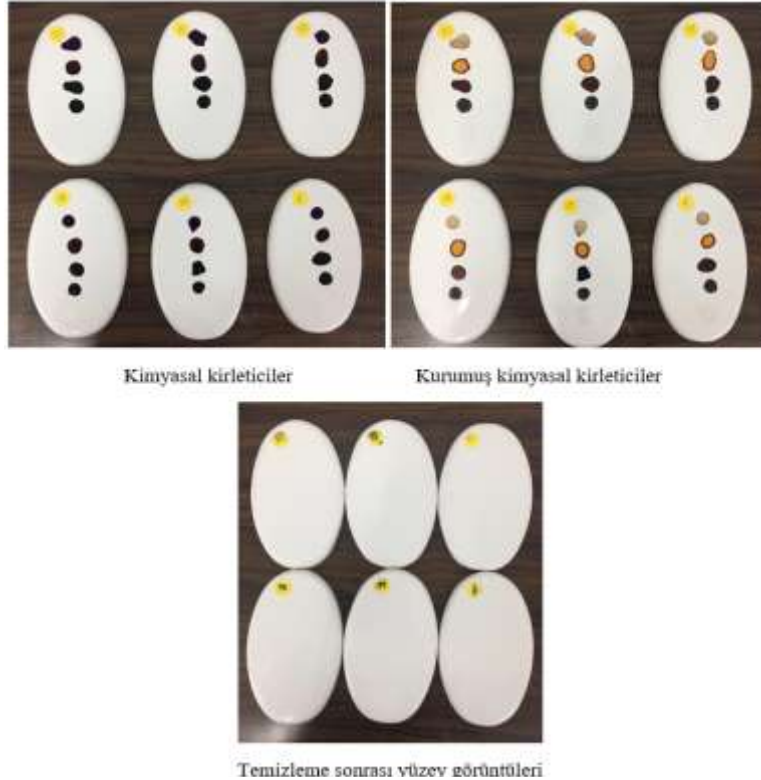 Kimyasal kirleticiler
Kurumuş kimyasal kirleticiler
Temizleme sonrası yüzey görüntüleri